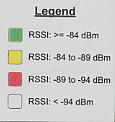 Legend
RSSI: >= -84 dBm
RSSI: -84 to -89 dBm
RSSI: -89 to -94 dBm
RSSI: < -94 dBm